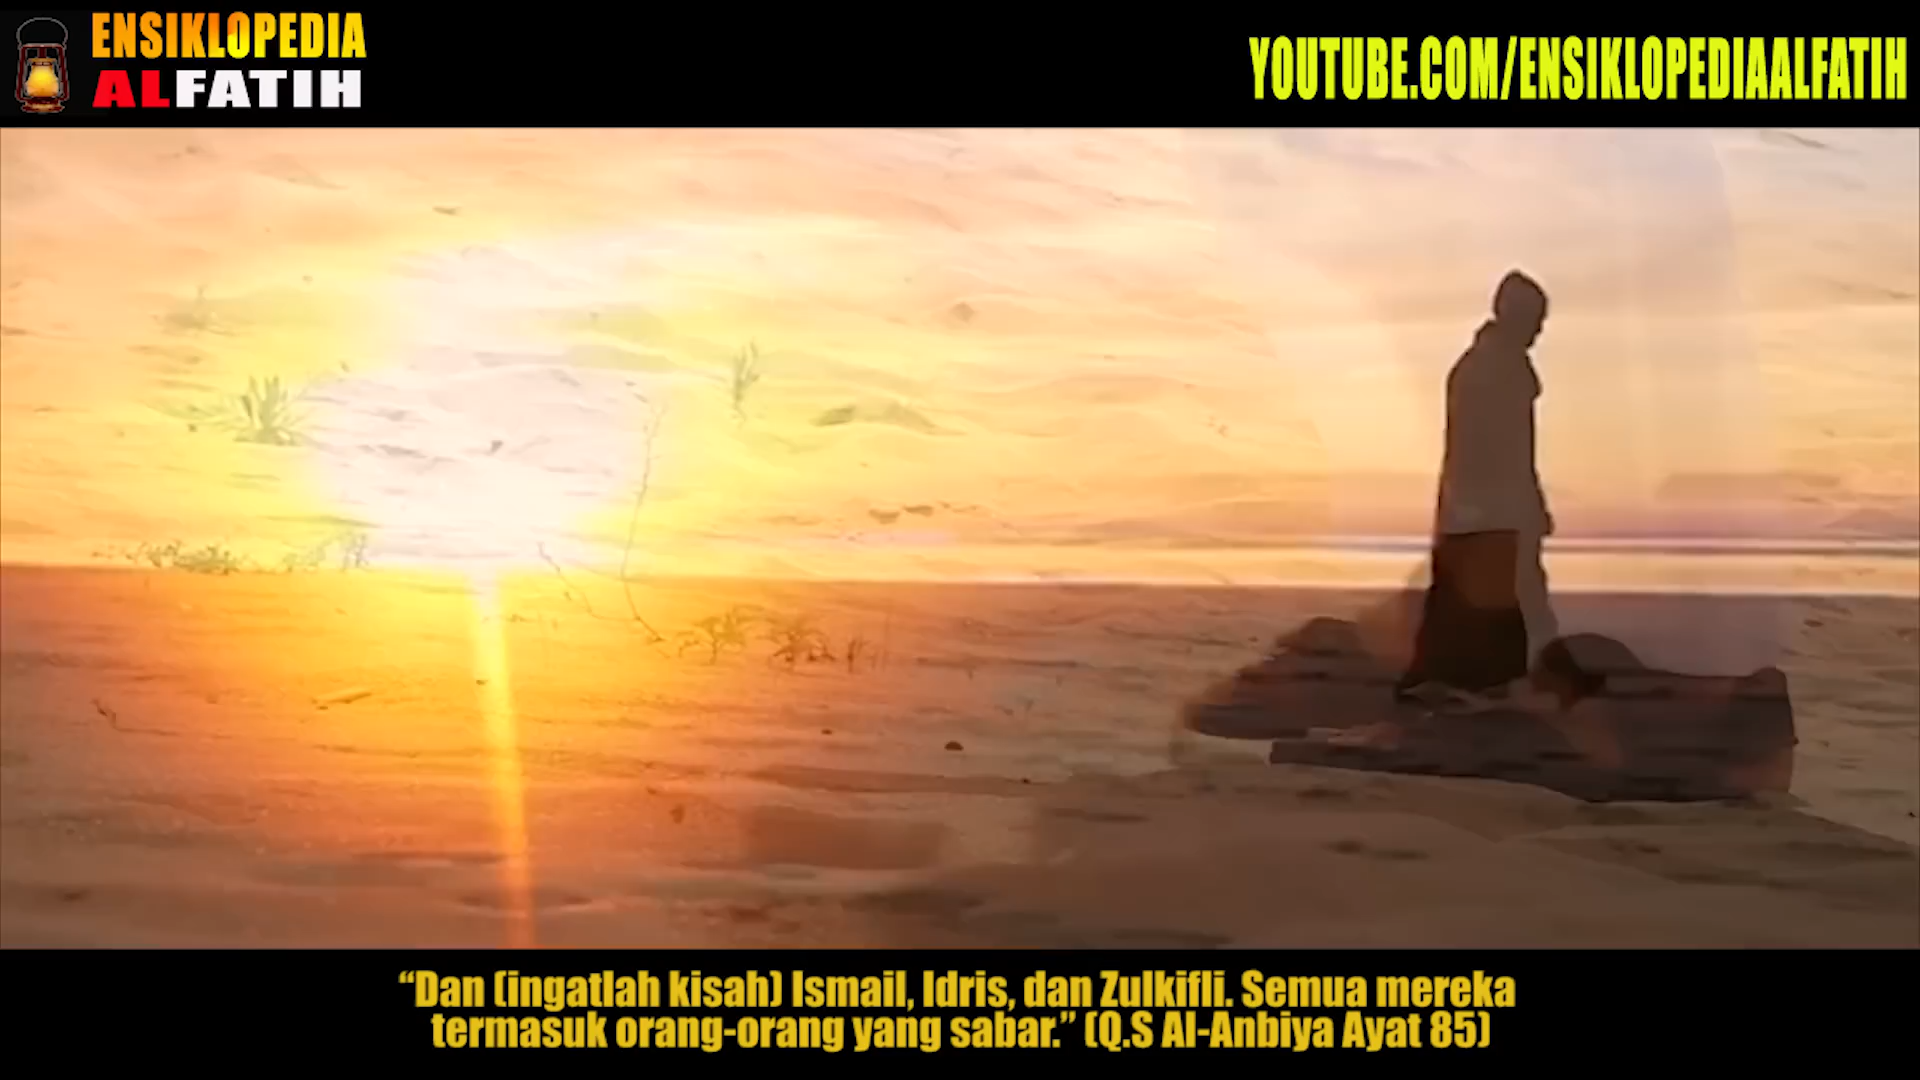 ENSIKLOPEDIA
ALFATIH
YOUTUBE.COM/ENSIKLOPEDIAALFATIH
“Dan (ingatlah kisah) Ismail, Idris, dan Zulkifli. Semua mereka
termasuk orang-orang yang sabar.” (Q.S Al-Anbiya Ayat 85)